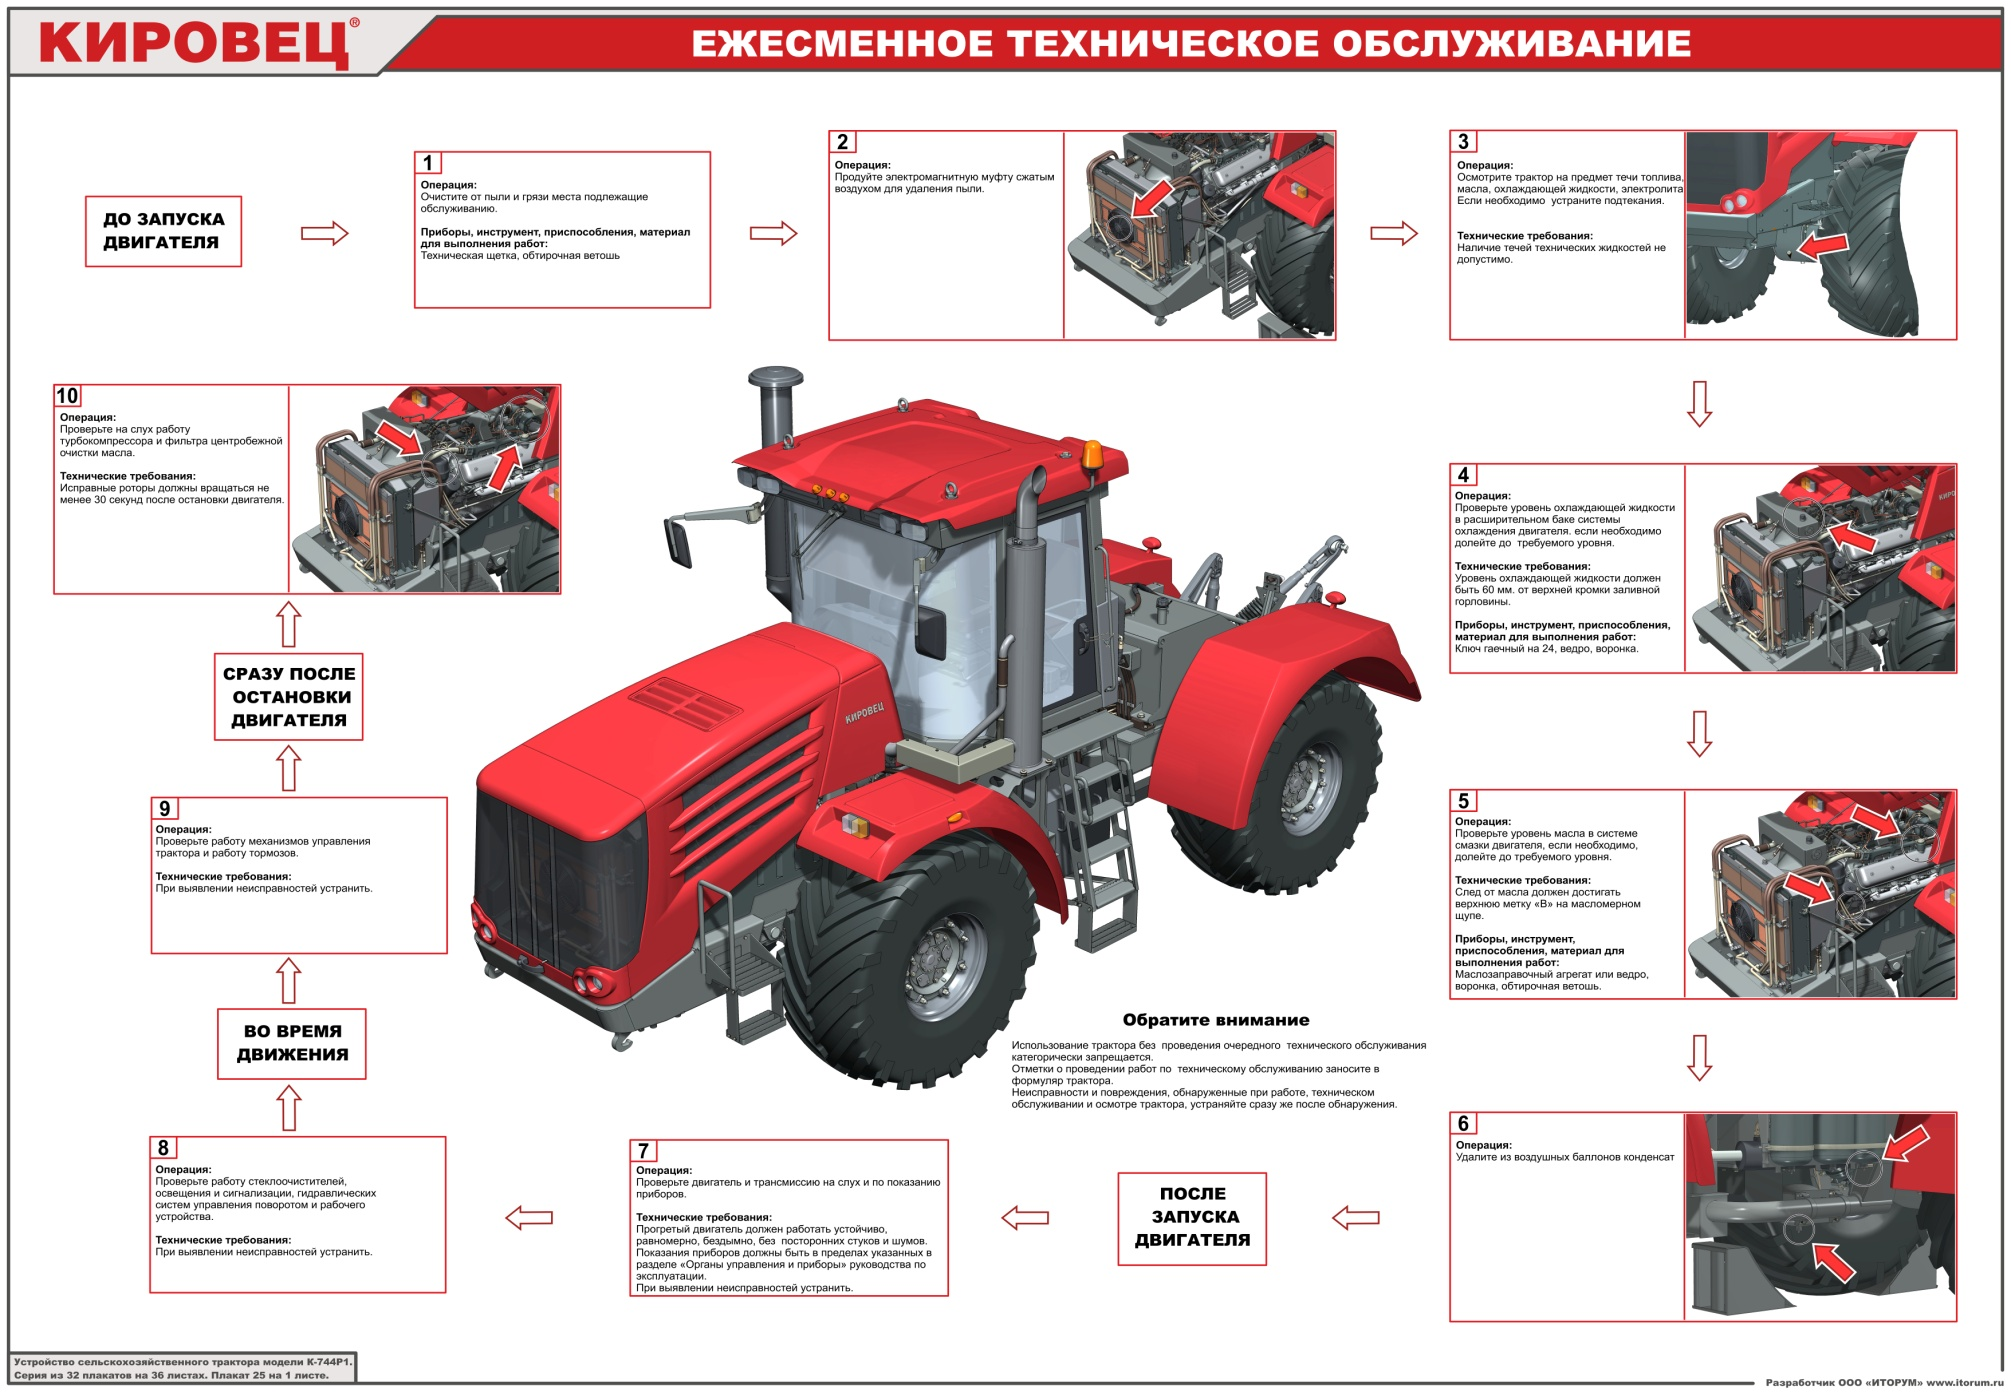 КИРОВЕЦ®
ЕЖЕСМЕННОЕ ТЕХНИЧЕСКОЕ ОБСЛУЖИВАНИЕ
ДО ЗАПУСКА
ДВИГАТЕЛЯ
1
Операция:
Очистите от пыли и грязи места подлежащие
обслуживанию.
Приборы, инструмент, приспособления, материал
для выполнения работ:
Техническая щетка, обтирочная ветошь
2
Операция:
Продуйте электромагнитную муфту сжатым
воздухом для удаления пыли.
3
Операция:
Осмотрите трактор на предмет течи топлива,
масла, охлаждающей жидкости, электролита
Если необходимо устраните подтекания.
Технические требования:
Наличие течей технических жидкостей не
допустимо.
4
Операция:
Проверьте уровень охлаждающей жидкости
в расширительном баке системы
охлаждения двигателя. если необходимо
долейте до требуемого уровня.
Технические требования:
Уровень охлаждающей жидкости должен
быть 60 мм. от верхней кромки заливной
горловины.
Приборы, инструмент, приспособления,
материал для выполнения работ:
Ключ гаечный на 24, ведро, воронка.
КИРО
5
Операция:
Проверьте уровень масла в системе
смазки двигателя, если необходимо,
долейте до требуемого уровня.
Технические требования:
След от масла должен достигать
верхнюю метку «В» на масломерном
щупе.
Приборы, инструмент,
приспособления, материал для
выполнения работ:
Маслозаправочный агрегат или ведро,
воронка, обтирочная ветошь.
6
Операция:
Удалите из воздушных баллонов конденсат
ПОСЛЕ
ЗАПУСКА
ДВИГАТЕЛЯ
7
Операция:
Проверьте двигатель и трансмиссию на слух и по показанию
приборов.
Технические требования:
Прогретый двигатель должен работать устойчиво,
равномерно, бездымно, без посторонних стуков и шумов.
Показания приборов должны быть в пределах указанных в
разделе «Органы управления и приборы» руководства по
эксплуатации.
При выявлении неисправностей устранить.
8
Операция:
Проверьте работу стеклоочистителей,
освещения и сигнализации, гидравлических
систем управления поворотом и рабочего
устройства.
Технические требования:
При выявлении неисправностей устранить.
ВО ВРЕМЯ
ДВИЖЕНИЯ
9
Операция:
Проверьте работу механизмов управления
трактора и работу тормозов.
Технические требования:
При выявлении неисправностей устранить.
СРАЗУ ПОСЛЕ
ОСТАНОВКИ
ДВИГАТЕЛЯ
10
Операция:
Проверьте на слух работу
турбокомпрессора и фильтра центробежной
очистки масла.
Технические требования:
Исправные роторы должны вращаться не
менее 30 секунд после остановки двигателя.
КИРОВЕЦ
Обратите внимание
Использование трактора без проведения очередного технического обслуживания
категорически запрещается.
Отметки о проведении работ по техническому обслуживанию заносите в
формуляр трактора.
Неисправности и повреждения, обнаруженные при работе, техническом
обслуживании и осмотре трактора, устраняйте сразу же после обнаружения.
Устройство сельскохозяйственного трактора модели К-744Р1.
Серия из 32 плакатов на 36 листах. Плакат 25 на 1 листе.
Разработчик ООО «ИТОРУМ» www.itorum.ru